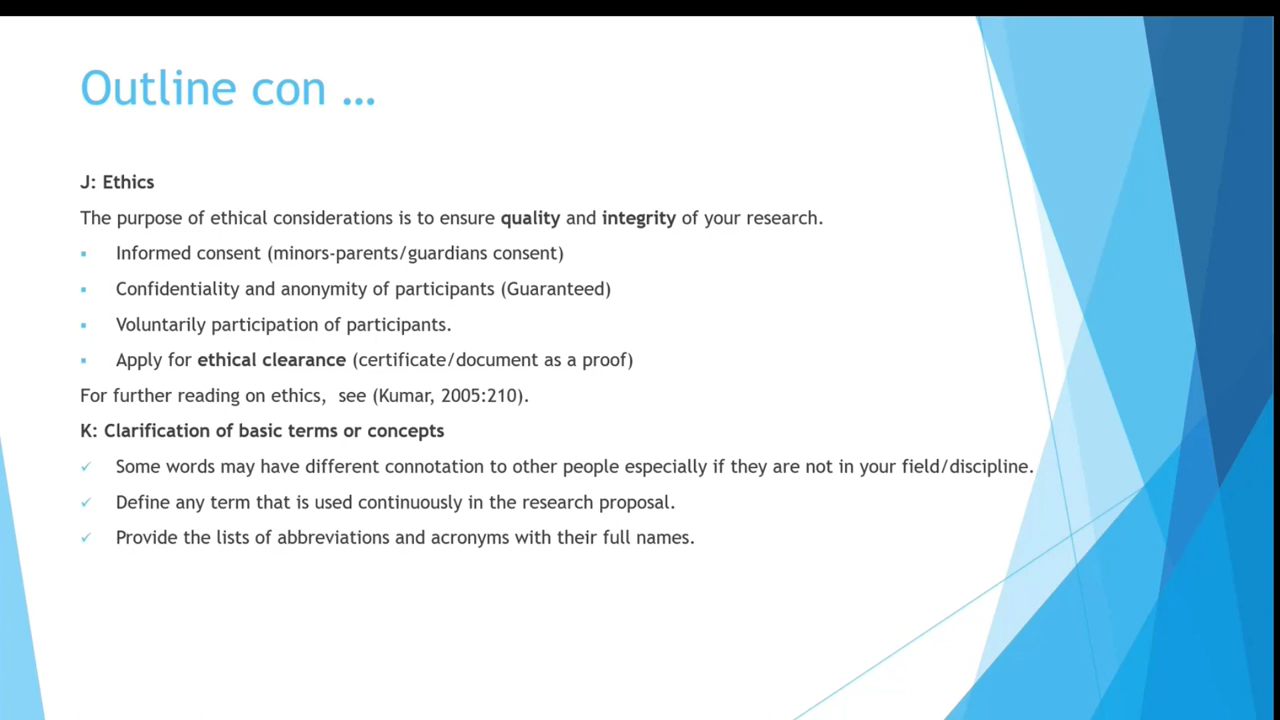 Outline con ...
J: Ethics
The purpose of ethical considerations is to ensure quality and integrity of your research.
▪ Informed consent (minors-parents/guardians consent)
▪ Confidentiality and anonymity of participants (Guaranteed)
▪ Voluntarily participation of participants.
▪ Apply for ethical clearance (certificate/document as a proof)
For further reading on ethics,  see (Kumar, 2005:210).
K: Clarification of basic terms or concepts
✓ Some words may have different connotation to other people especially if they are not in your field/discipline.
✓ Define any term that is used continuously in the research proposal.
✓ Provide the lists of abbreviations and acronyms with their full names.